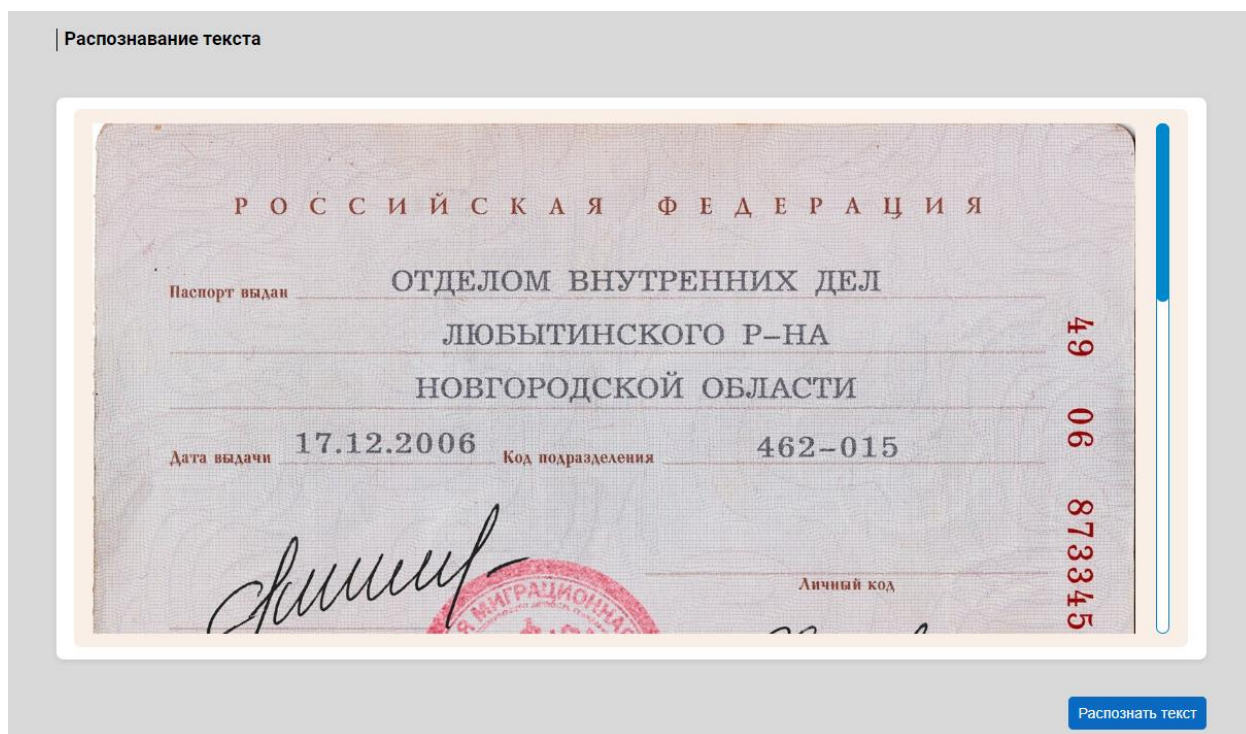 Распознавание текста
РОССИЙСКАЯ ФЕДЕРАЦИЯ
Паспорт выдан ОТДЕЛОМ ВНУТРЕННИХ ДЕЛ
ЛЮБЫТИНСКОГО Р-НА
НОВГОРОДСКОЙ ОБЛАСТИ
Дата выдачи 17.12.2006 Код подразделения 462-015
Личный код
49 06 873345
Распознать текст